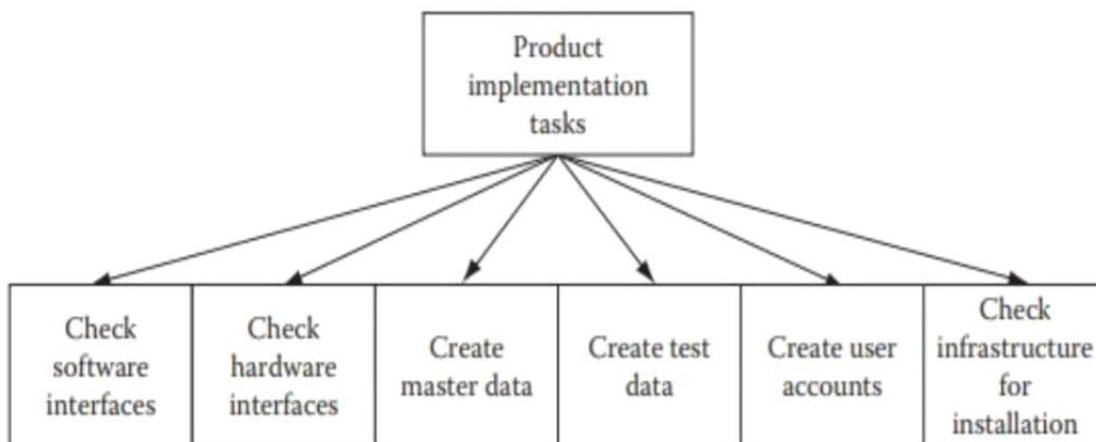 Product
implementation
tasks
Check
software
interfaces
Check
hardware
interfaces
Create
master data
Create test
data
Create user
accounts
Check
infrastructure
for
installation